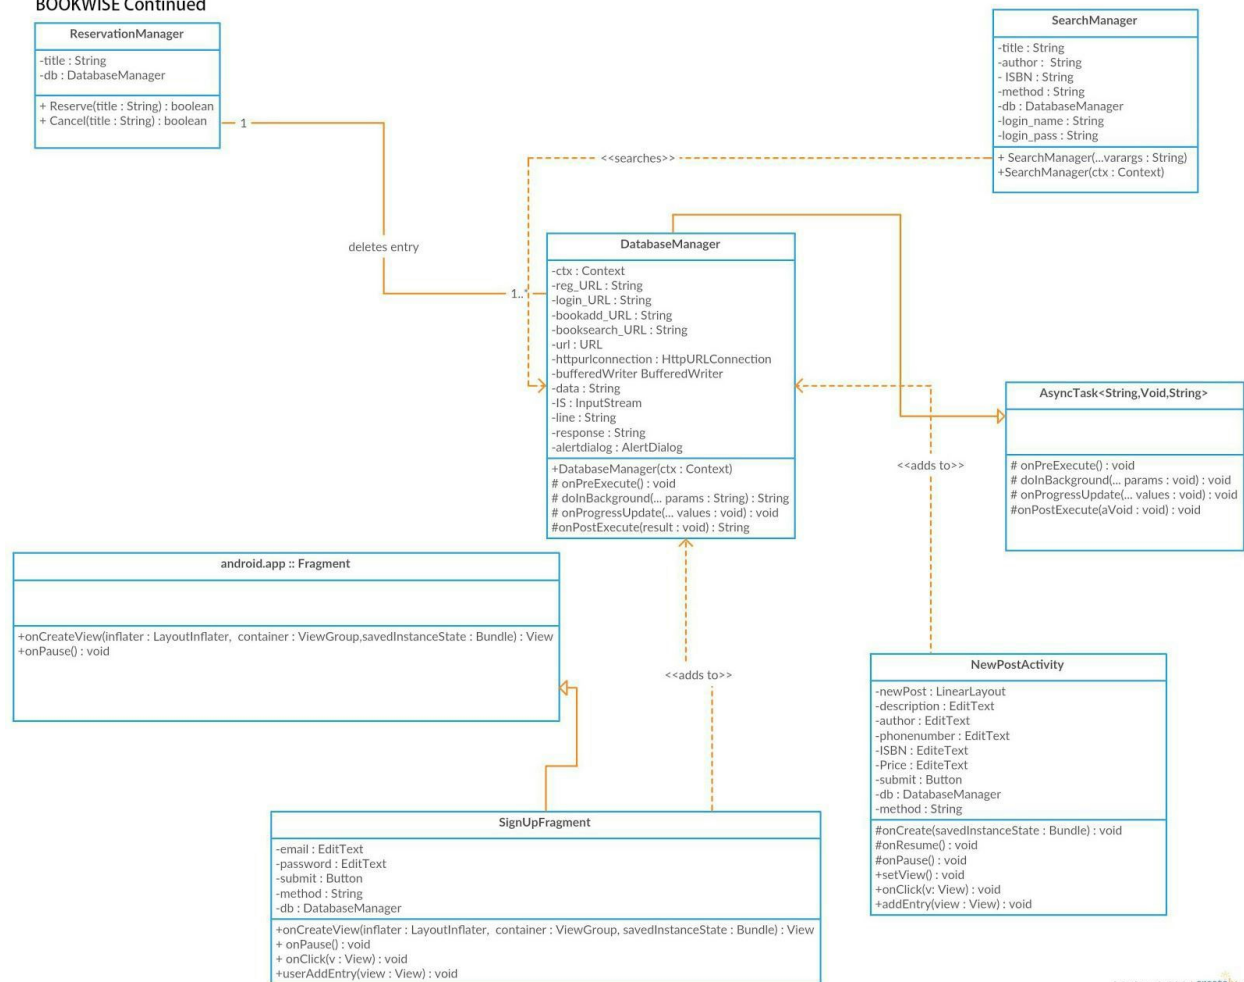 BOOKWISE Continued
ReservationManager
-title : String
-db : DatabaseManager
+ Reserve(title : String) : boolean
+ Cancel(title : String) : boolean
1
deletes entry
1..*
SearchManager
-title : String
-author : String
- ISBN : String
-method : String
-db : DatabaseManager
-login_name : String
-login_pass : String
+ SearchManager(...varargs : String)
+SearchManager(ctx : Context)
<<searches>>
DatabaseManager
-ctx : Context
-reg_URL : String
-login_URL : String
-bookadd_URL : String
-booksearch_URL : String
-url : URL
-httpurlconnection : HttpURLConnection
-bufferedWriter BufferedWriter
-data : String
-IS : InputStream
-line : String
-response : String
-alertdialog : AlertDialog
+DatabaseManager(ctx : Context)
# onPreExecute() : void
# doInBackground(... params : String) : String
# onProgressUpdate(... values : void) : void
#onPostExecute(result : void) : String
AsyncTask<String,Void,String>
# onPreExecute() : void
# doInBackground(... params : void) : void
# onProgressUpdate(... values : void) : void
#onPostExecute(aVoid : void) : void
<<adds to>>
android.app :: Fragment
+onCreateView(inflater : LayoutInflater, container : ViewGroup,savedInstanceState : Bundle) : View
+onPause() : void
<<adds to>>
NewPostActivity
-newPost : LinearLayout
-description : EditText
-author : EditText
-phonenumber : EditText
-ISBN : EditeText
-Price : EditeText
-submit : Button
-db : DatabaseManager
-method : String
#onCreate(savedInstanceState : Bundle) : void
#onResume() : void
#onPause() : void
+setView() : void
+onClick(v: View) : void
+addEntry(view : View) : void
SignUpFragment
-email : EditText
-password : EditText
-submit : Button
-method : String
-db : DatabaseManager
+onCreateView(inflater : LayoutInflater, container : ViewGroup, savedInstanceState : Bundle) : View
+ onPause() : void
+ onClick(v : View) : void
+userAddEntry(view : View) : void